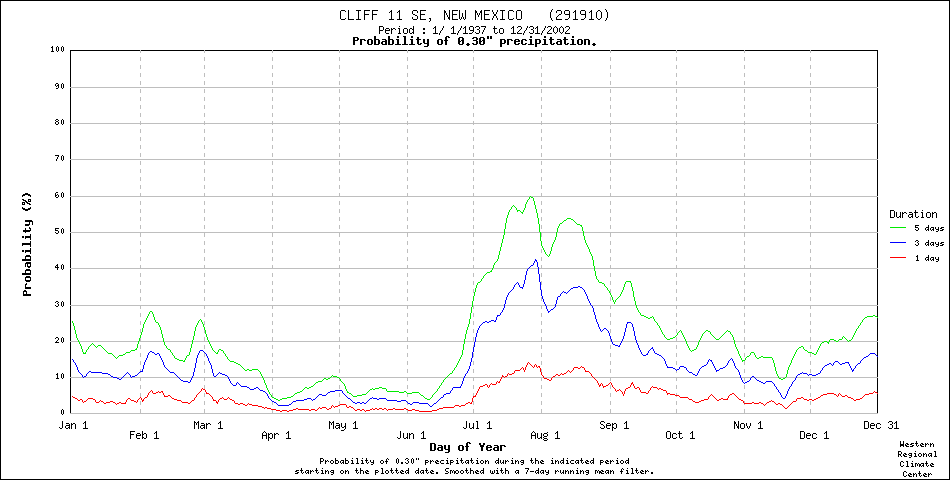 CLIFF 11 SE, NEW MEXICO (291910)
Period : 1/ 1/1937 to 12/31/2002
Probability of 0.30" precipitation.
100
90
80
70
60
50
40
30
20
10
0
Probability (%)
Jan 1 Feb 1 Mar 1 Apr 1 May 1 Jun 1 Jul 1 Aug 1 Sep 1 Oct 1 Nov 1 Dec 1 Dec 31
Day of Year
Duration
5 days
3 days
1 day
Probability of 0.30" precipitation during the indicated period
starting on the plotted date. Smoothed with a 7-day running mean filter.
Western
Regional
Climate
Center